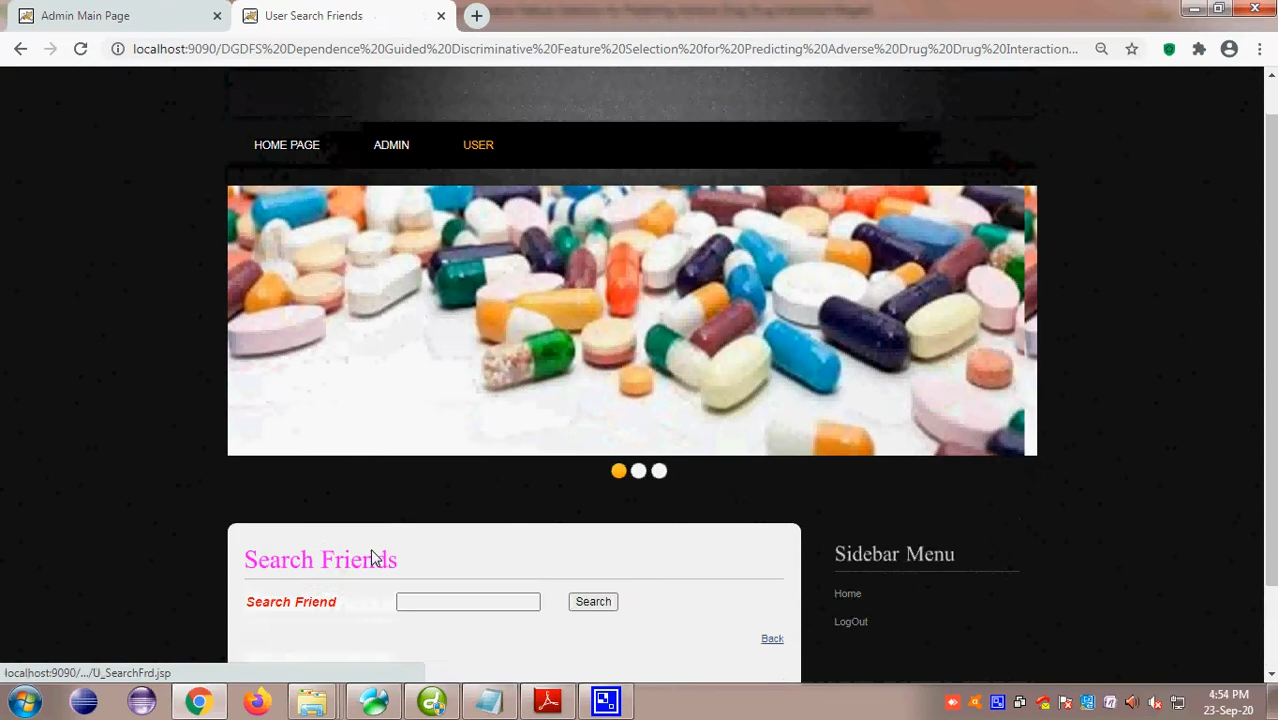 Admin Main Page
User Search Friends
localhost:9090/DGDFS%20Dependence%20Guided%20Discriminative%20Feature%20Selection%20for%20Predicting%20Adverse%20Drug%20Drug%20Interaction...
HOME PAGE ADMIN USER
Search Friends
Sidebar Menu
Search Friend Search
Home
LogOut
Back
localhost:9090/.../U_SearchFrd.jsp
4:54 PM
23-Sep-20